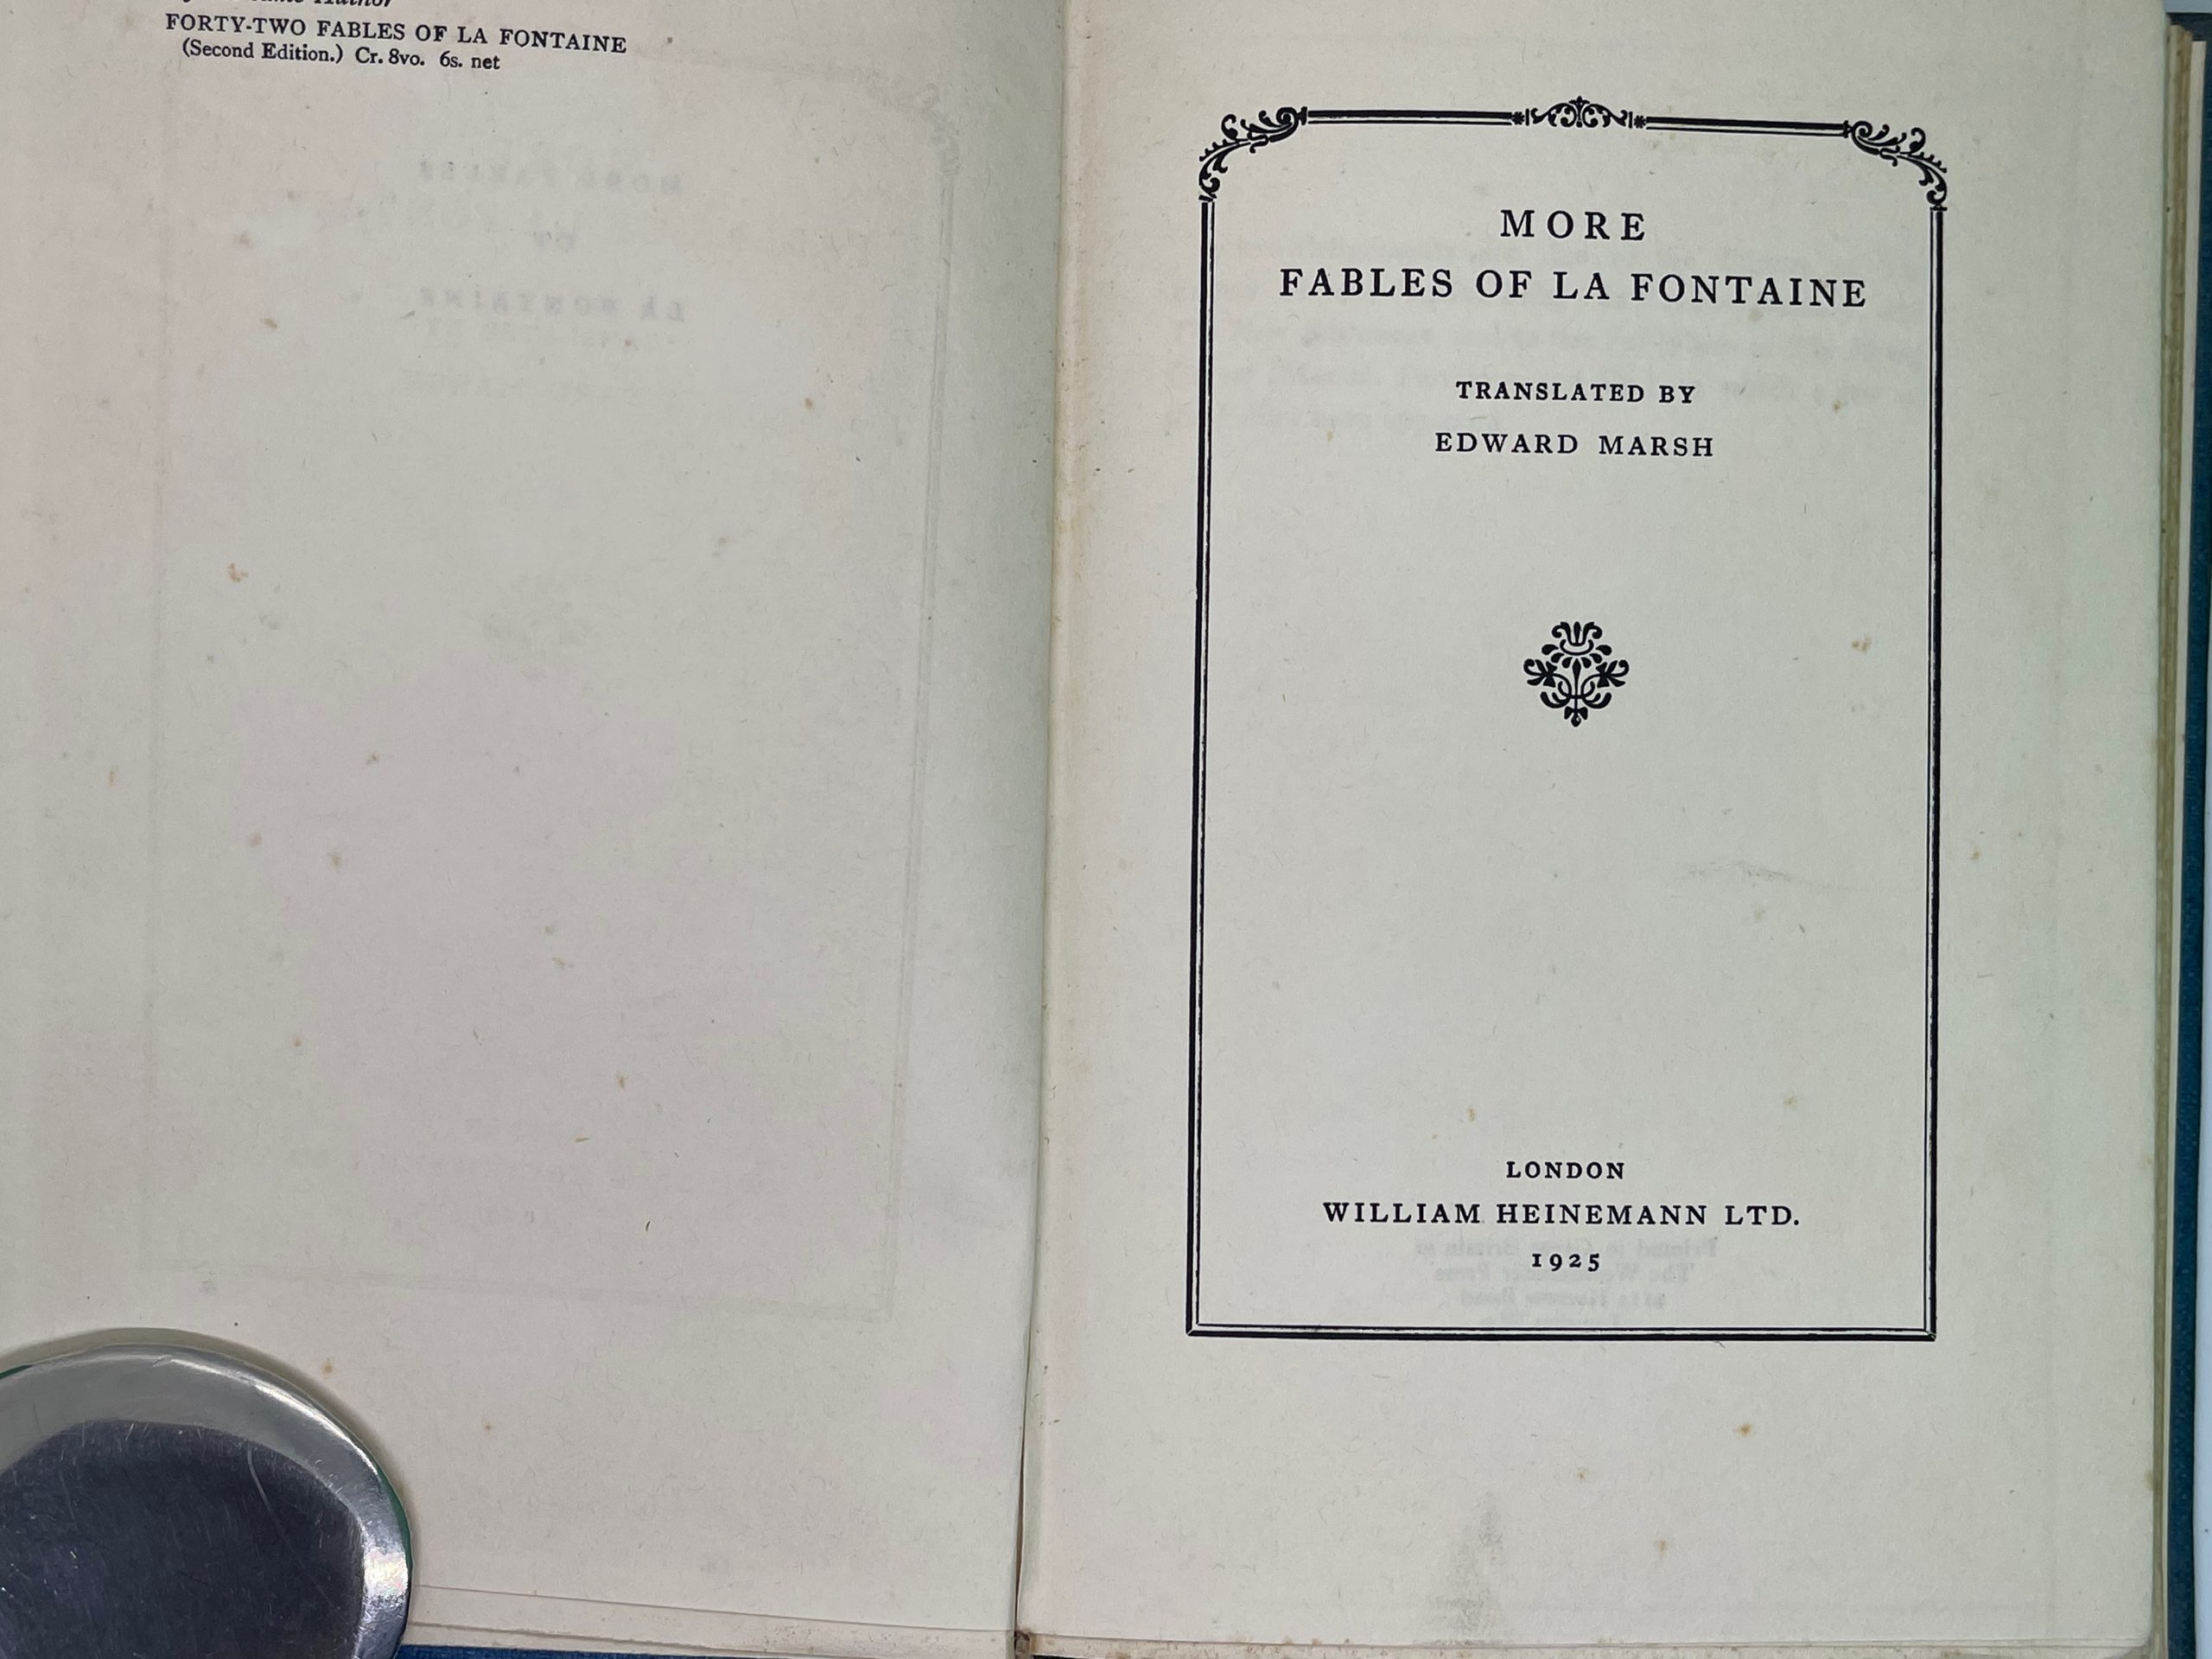 Author
FORTY-TWO FABLES OF LA FONTAINE
(Second Edition.) Cr. 8vo. 6s. net
MORE
FABLES OF LA FONTAINE
TRANSLATED BY
EDWARD MARSH
LONDON
WILLIAM HEINEMANN LTD.
1925